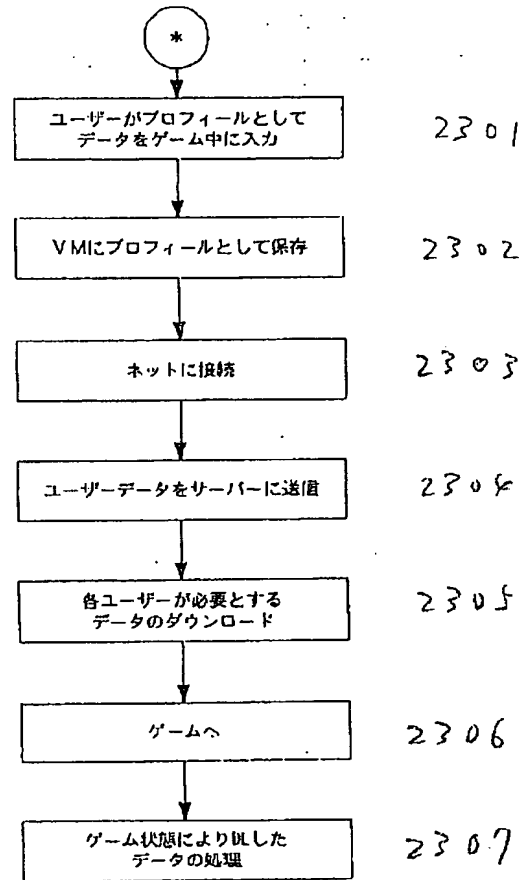 *
ユーザーがプロフィールとして
データをゲーム中に入力
2301
VMにプロフィールとして保存
2302
ネットに接続
2303
ユーザーデータをサーバーに送信
2304
各ユーザーが必要とする
データのダウンロード
2305
ゲームへ
2306
ゲーム状態により
データの処理
2307